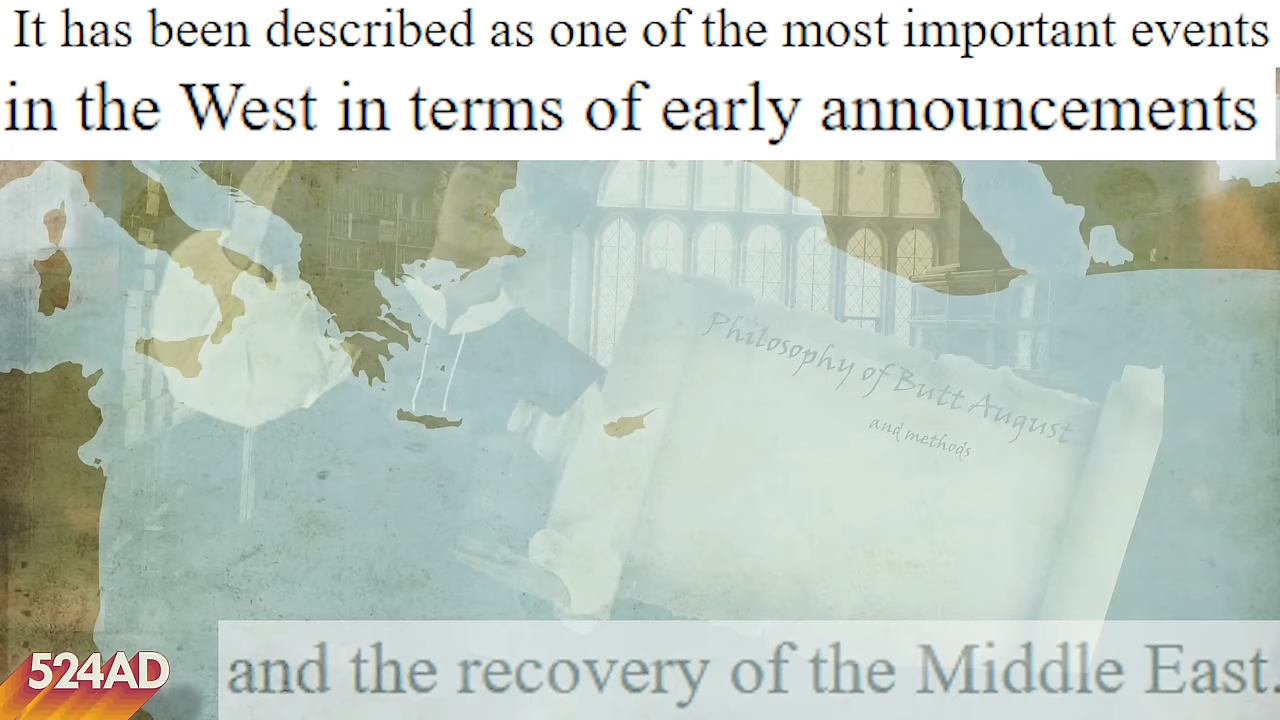 It has been described as one of the most important events
in the West in terms of early announcements
Philosophy of Butt August
and methods
and the recovery of the Middle East.
524AD